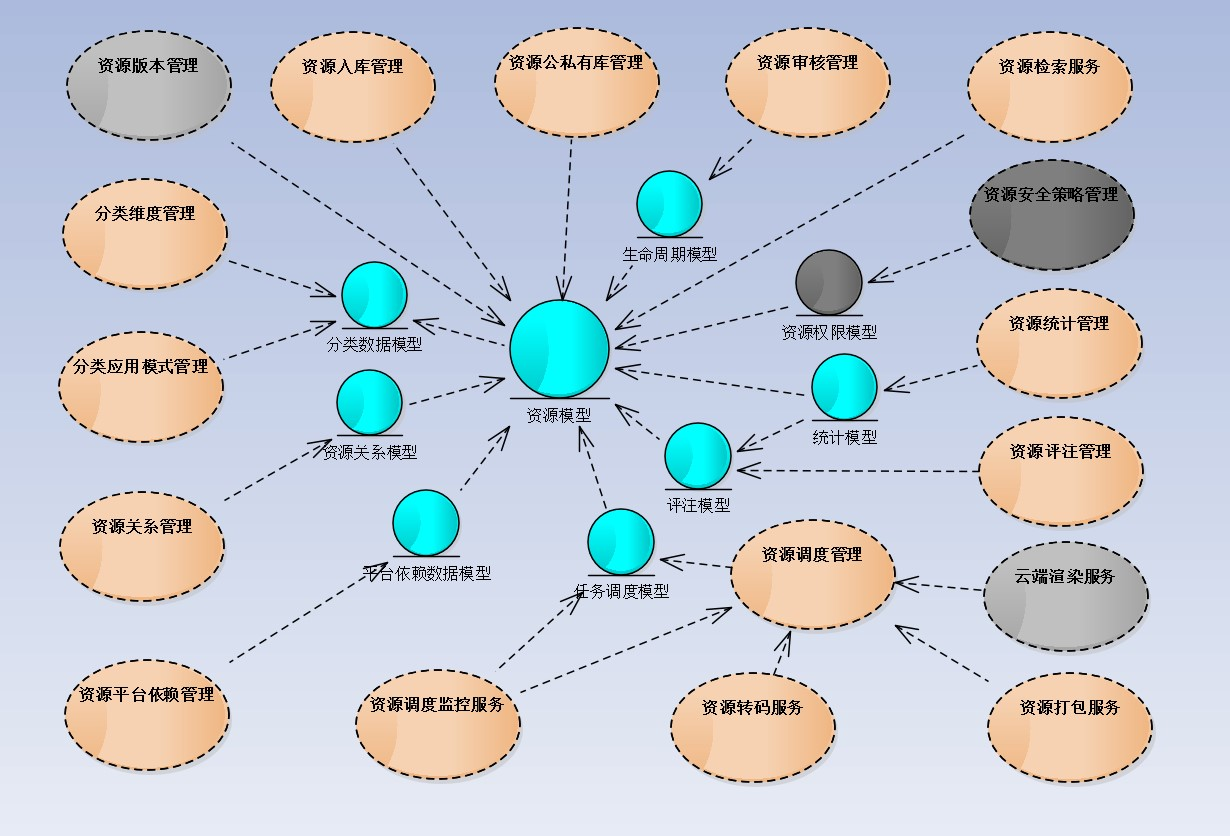 资源版本管理
资源入库管理
资源公私有库管理
资源审核管理
资源检索服务
资源安全策略管理
分类维度管理
生命周期模型
资源权限模型
资源统计管理
分类数据模型
分类应用模式管理
资源模型
统计模型
资源关系模型
资源评注管理
评注模型
资源关系管理
平台依赖数据模型
任务调度模型
资源调度管理
云端渲染服务
资源平台依赖管理
资源调度监控服务
资源转码服务
资源打包服务